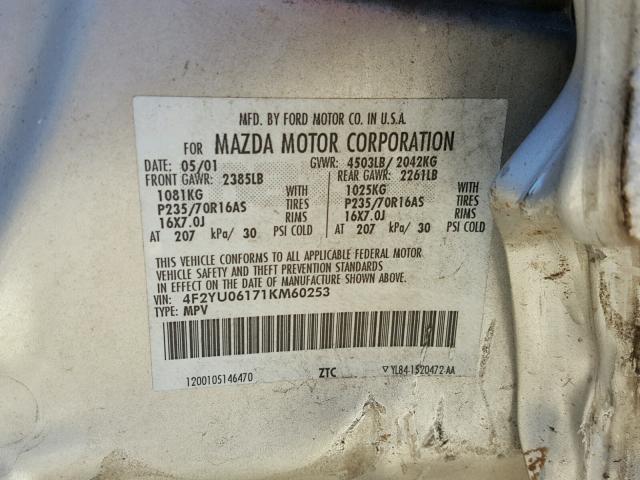 MFD. BY FORD MOTOR CO. IN U.S.A.
FOR MAZDA MOTOR CORPORATION
DATE: 05/01 GVWR: 4503LB/ 2042KG
FRONT GAWR: 2385LB REAR GAWR: 2261LB
1081KG WITH 1025KG WITH
P235/70R16AS TIRES P235/70R16AS TIRES
16X7.0J RIMS 16X7.0J RIMS
AT 207 kPa/ 30 PSI COLD AT 207 kPa/ 30 PSI COLD
THIS VEHICLE CONFORMS TO ALL APPLICABLE FEDERAL MOTOR
VEHICLE SAFETY AND THEFT PREVENTION STANDARDS
IN EFFECT ON THE DATE OF MANUFACTURE SHOWN ABOVE.
VIN: 4F2YU06171KM60253
TYPE: MPV
1200105146470 ZTC YL84-1520472-AA